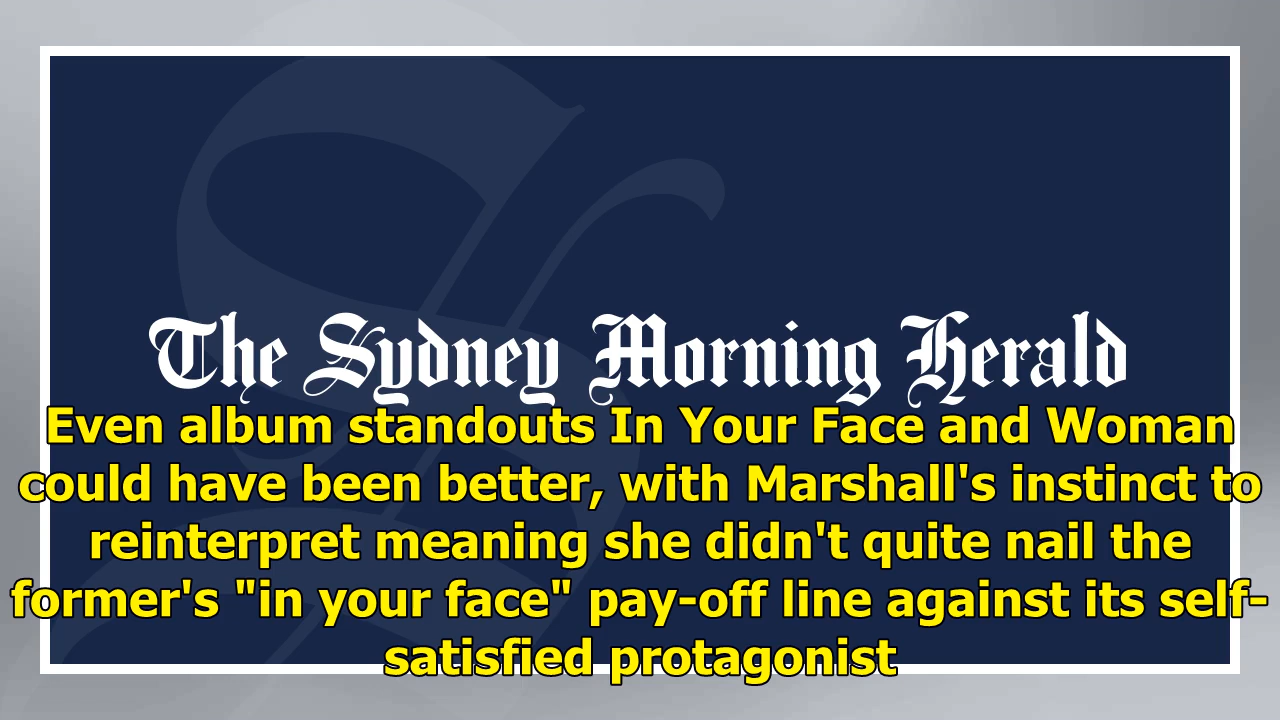 The Sydney Morning Herald
Even album standouts In Your Face and Woman
could have been better, with Marshall's instinct to
reinterpret meaning she didn't quite nail the
former's "in your face" pay-off line against its self-
satisfied protagonist